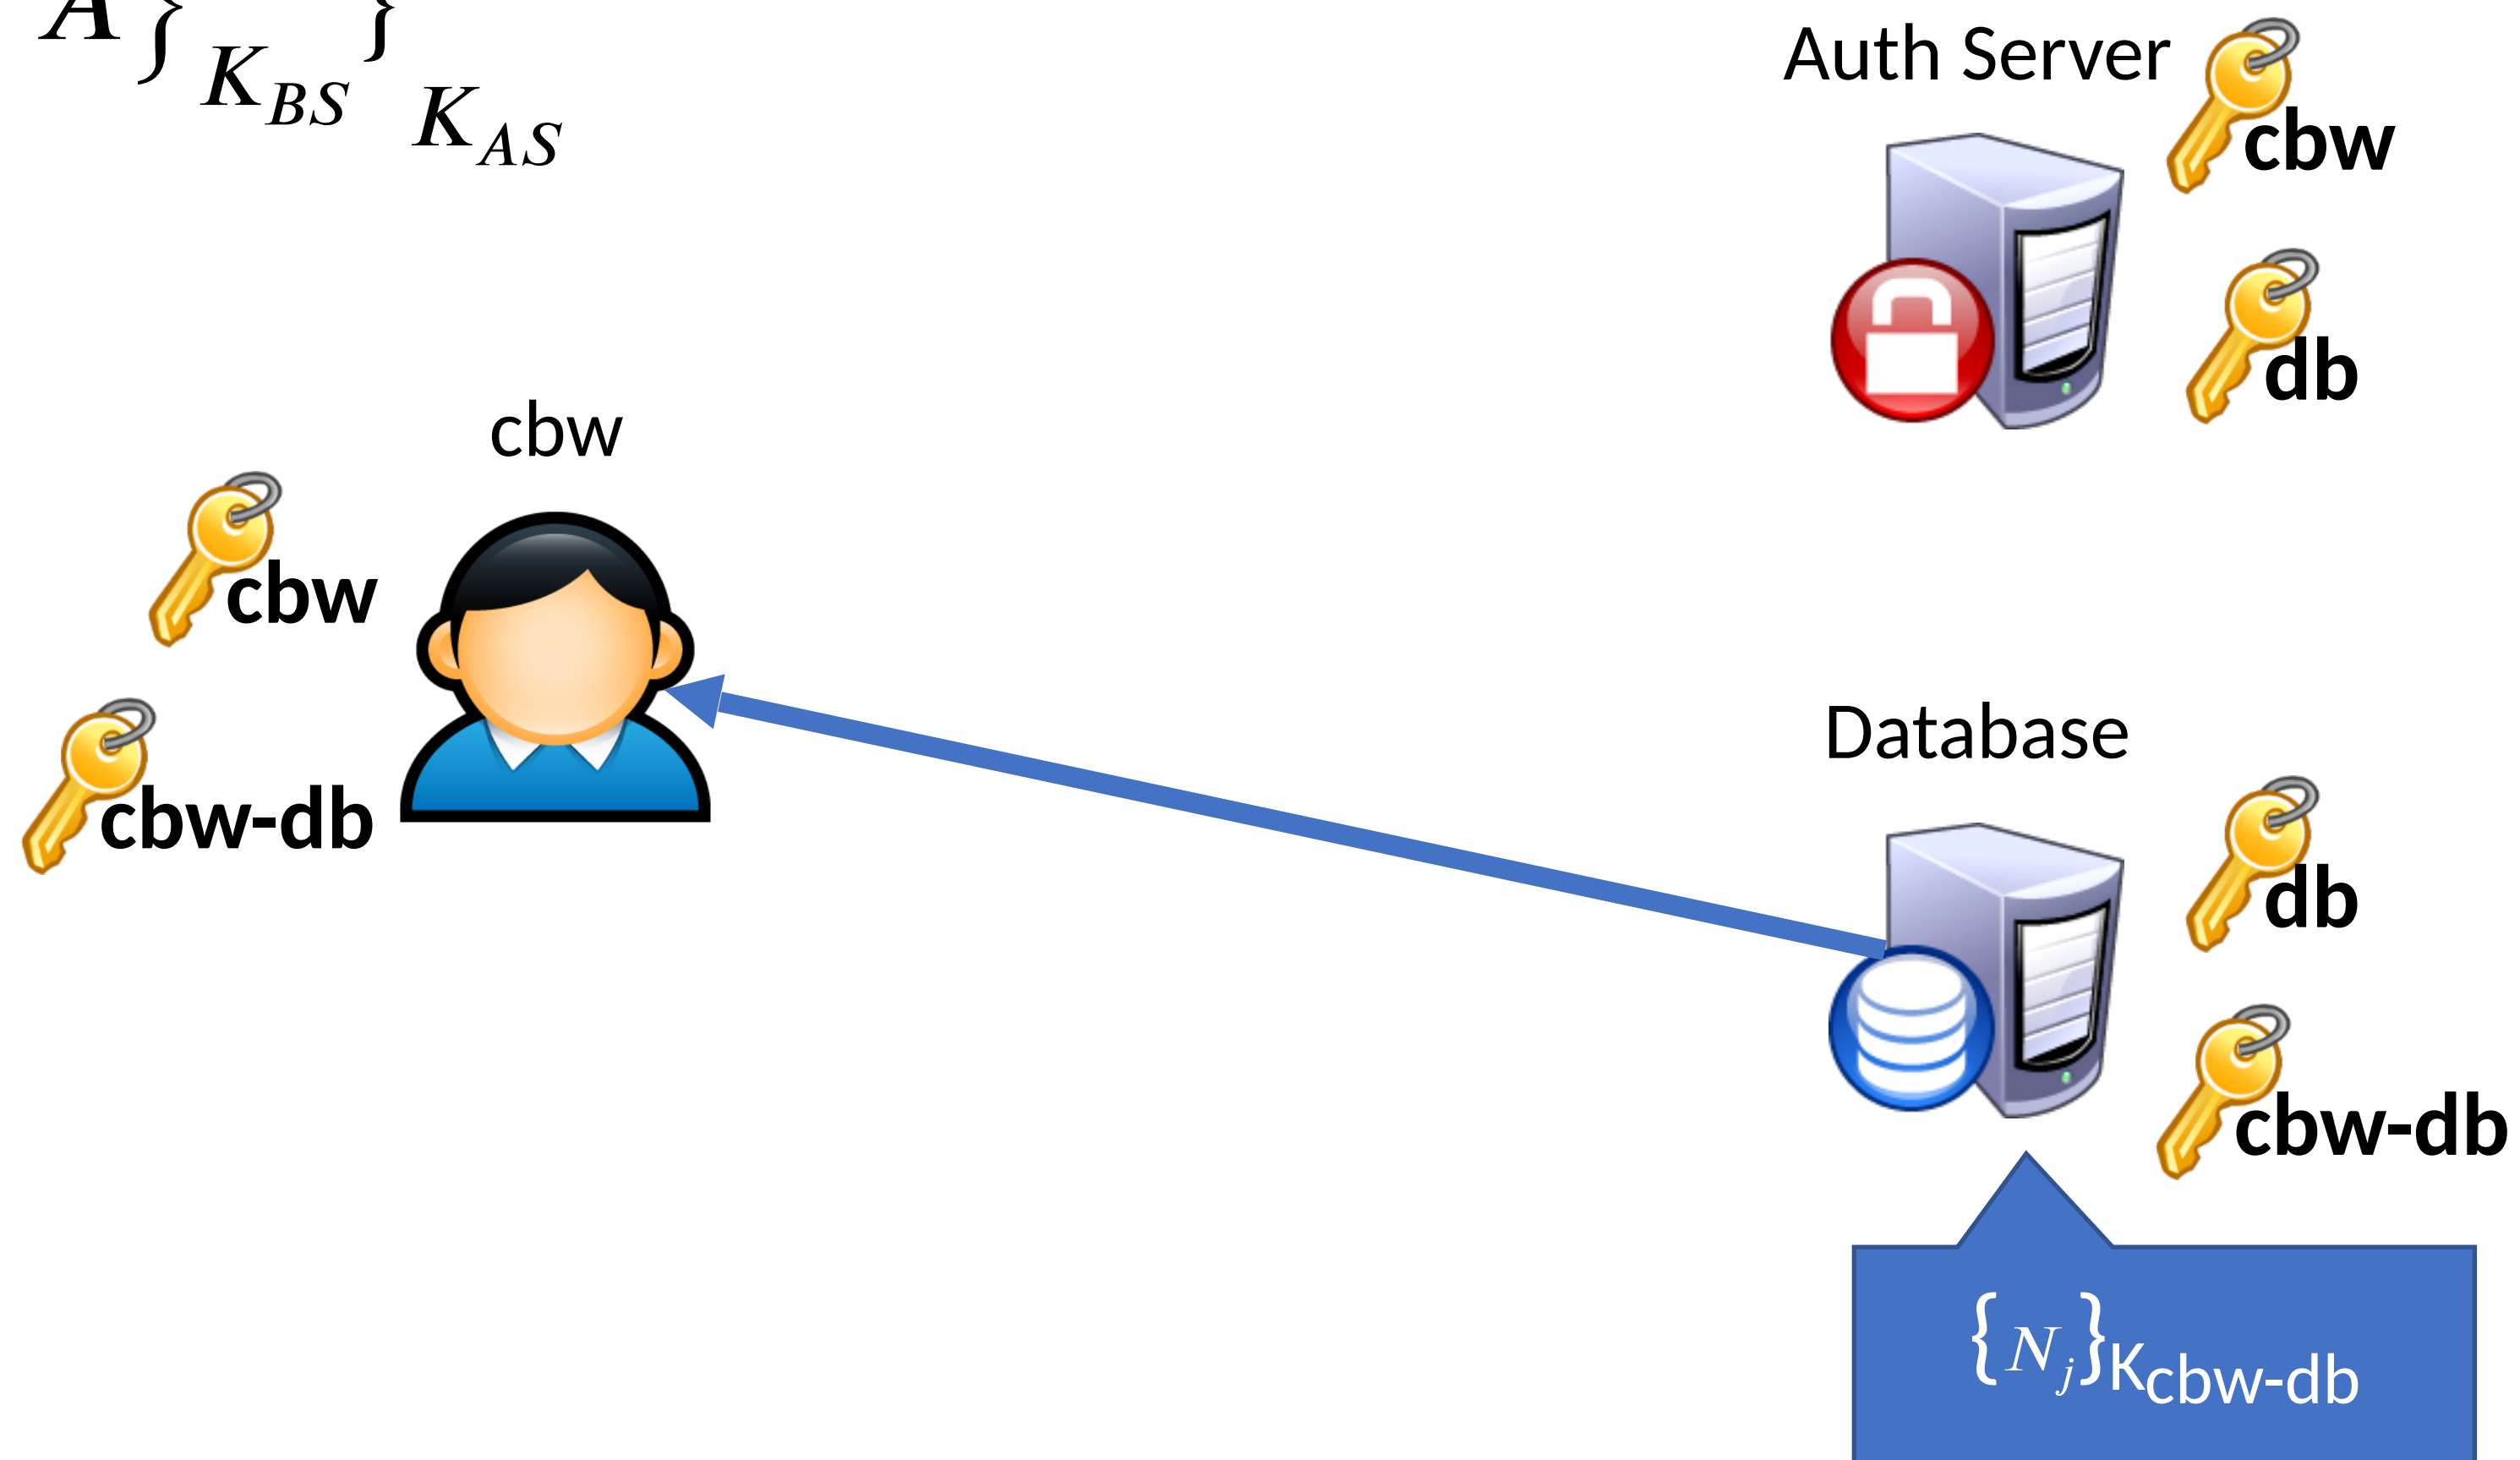 A}K_BS}K_AS
Auth Server
cbw
db
cbw
cbw
cbw-db
Database
db
cbw-db
{N_j}Kcbw-db